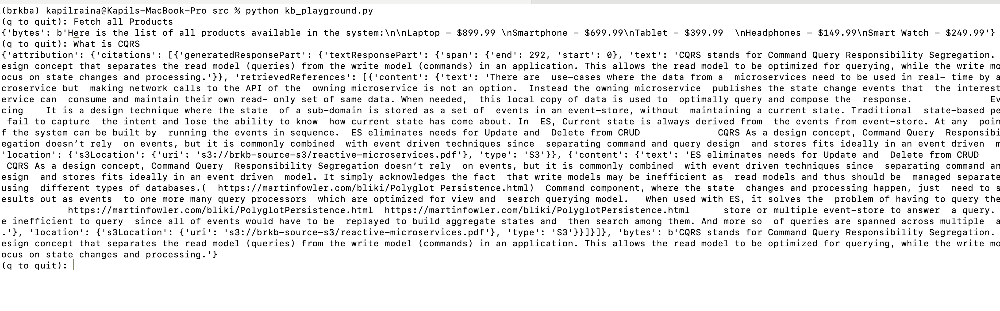 (brkba) kapilraina@Kapils-MacBook-Pro src % python kb_playground.py
(q to quit): Fetch all Products
{'bytes': b'Here is the list of all products available in the system:\n\nLaptop - $899.99 \nSmartphone - $699.99\nTablet - $399.99  \nHeadphones - $149.99\nSmart Watch - $249.99'}
(q to quit): What is CQRS
{'attribution': {'citations': [{'generatedResponsePart': {'textResponsePart': {'span': {'end': 292, 'start': 0}, 'text': 'CQRS stands for Command Query Responsibility Segregation.
esign concept that separates the read model (queries) from the write model (commands) in an application. This allows the read model to be optimized for querying, while the write mo
ocus on state changes and processing.'}}, 'retrievedReferences': [{'content': {'text': 'There are  use-cases where the data from a  microservices need to be used in real- time by a
croservice but  making network calls to the API of the  owning microservice is not an option.  Instead the owning microservice  publishes the state change events that  the interest
ervice can  consume and maintain their own read- only set of same data. When needed,  this local copy of data is used to  optimally query and compose the  response.              Ev
cing    It is a design technique where the state  of a sub-domain is stored as a set of  events in an event-store, without  maintaining a current state. Traditional  state-based pe
 fail to capture  the intent and lose the ability to know  how current state has come about. In  ES, Current state is always derived from  the events from event-store. At any  poin
f the system can be built by  running the events in sequence.  ES eliminates needs for Update and  Delete from CRUD              CQRS As a design concept, Command Query  Responsibi
egation doesn't rely  on events, but it is commonly combined  with event driven techniques since  separating command and query design  and stores fits ideally in an event driven  m
'location': {'s3Location': {'uri': 's3://brkb-source-s3/reactive-microservices.pdf'}, 'type': 'S3'}}, {'content': {'text': 'ES eliminates needs for Update and  Delete from CRUD
 CQRS As a design concept, Command Query  Responsibility Segregation doesn't rely  on events, but it is commonly combined  with event driven techniques since  separating command an
esign  and stores fits ideally in an event driven  model. It simply acknowledges the fact  that write models may be inefficient as  read models and thus should be  managed separate
using  different types of databases.(  https://martinfowler.com/bliki/Polyglot Persistence.html)  Command component, where the state  changes and processing happen, just  need to s
esults out as events  to one more many query processors  which are optimized for view and  search querying model.   When used with ES, it solves the  problem of having to query the
            https://martinfowler.com/bliki/PolyglotPersistence.html  https://martinfowler.com/bliki/PolyglotPersistence.html      store or multiple event-store to answer  a query.
e inefficient to query  since all of events would have to be  replayed to build aggregate states and  then search among them. And more so  of queries are spanned across multiple  a
.'}, 'location': {'s3Location': {'uri': 's3://brkb-source-s3/reactive-microservices.pdf'}, 'type': 'S3'}}]}]}, 'bytes': b'CQRS stands for Command Query Responsibility Segregation.
esign concept that separates the read model (queries) from the write model (commands) in an application. This allows the read model to be optimized for querying, while the write mo
ocus on state changes and processing.'}
(q to quit):